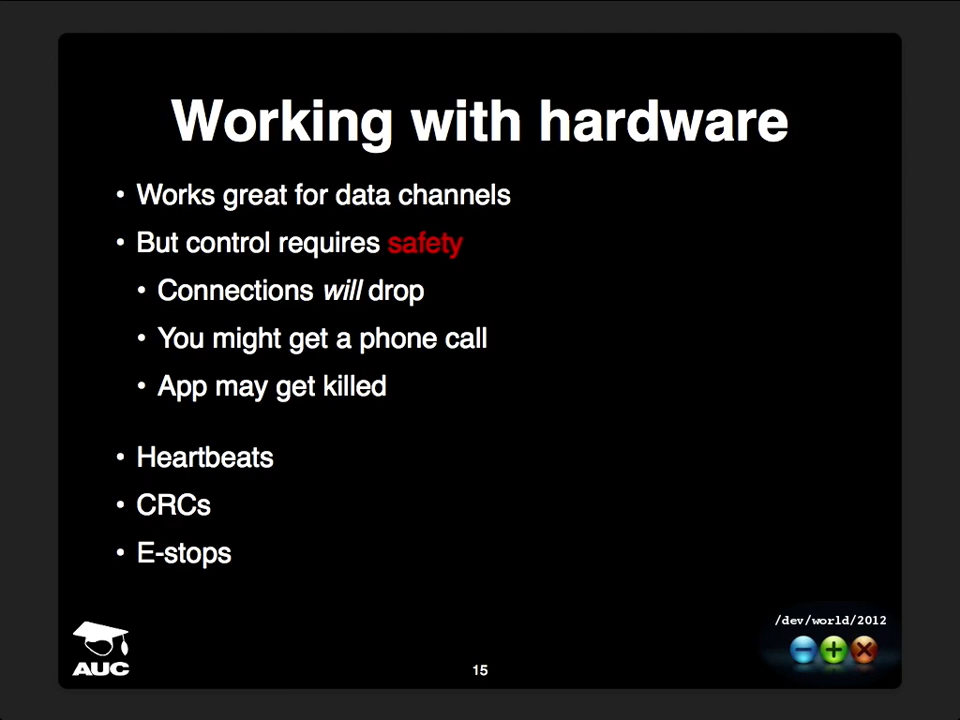 Working with hardware
• Works great for data channels
• But control requires safety
• Connections will drop
• You might get a phone call
• App may get killed
• Heartbeats
• CRCs
• E-stops
AUC
15
/dev/world/2012